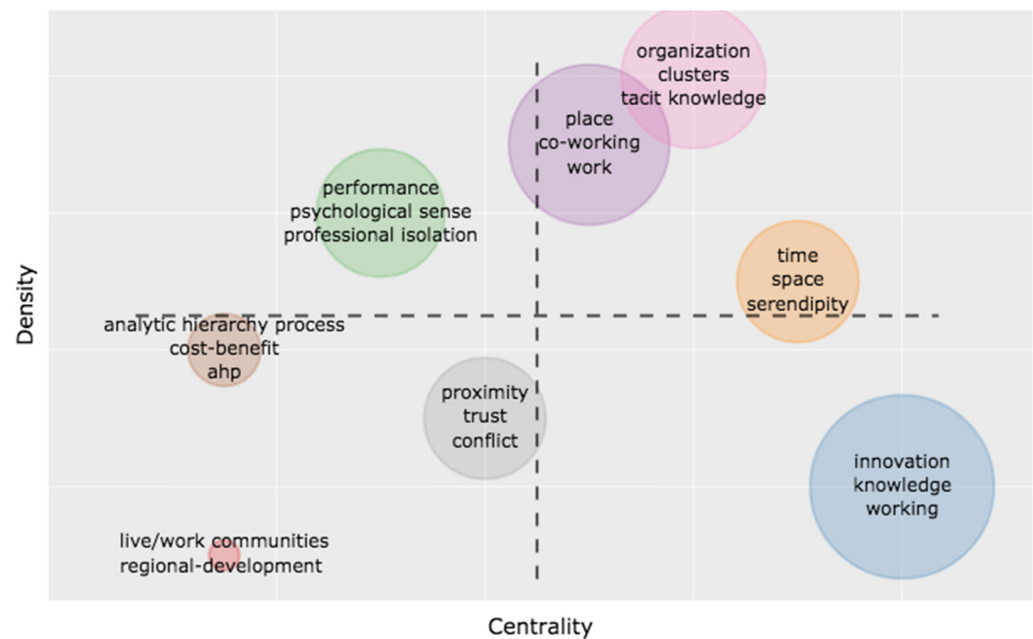 organization
clusters
tacit knowledge
place
co-working
work
performance
psychological sense
professional isolation
time
space
serendipity
analytic hierarchy process
cost-benefit
ahp
proximity
trust
conflict
innovation
knowledge
working
live/work communities
regional-development
Density
Centrality